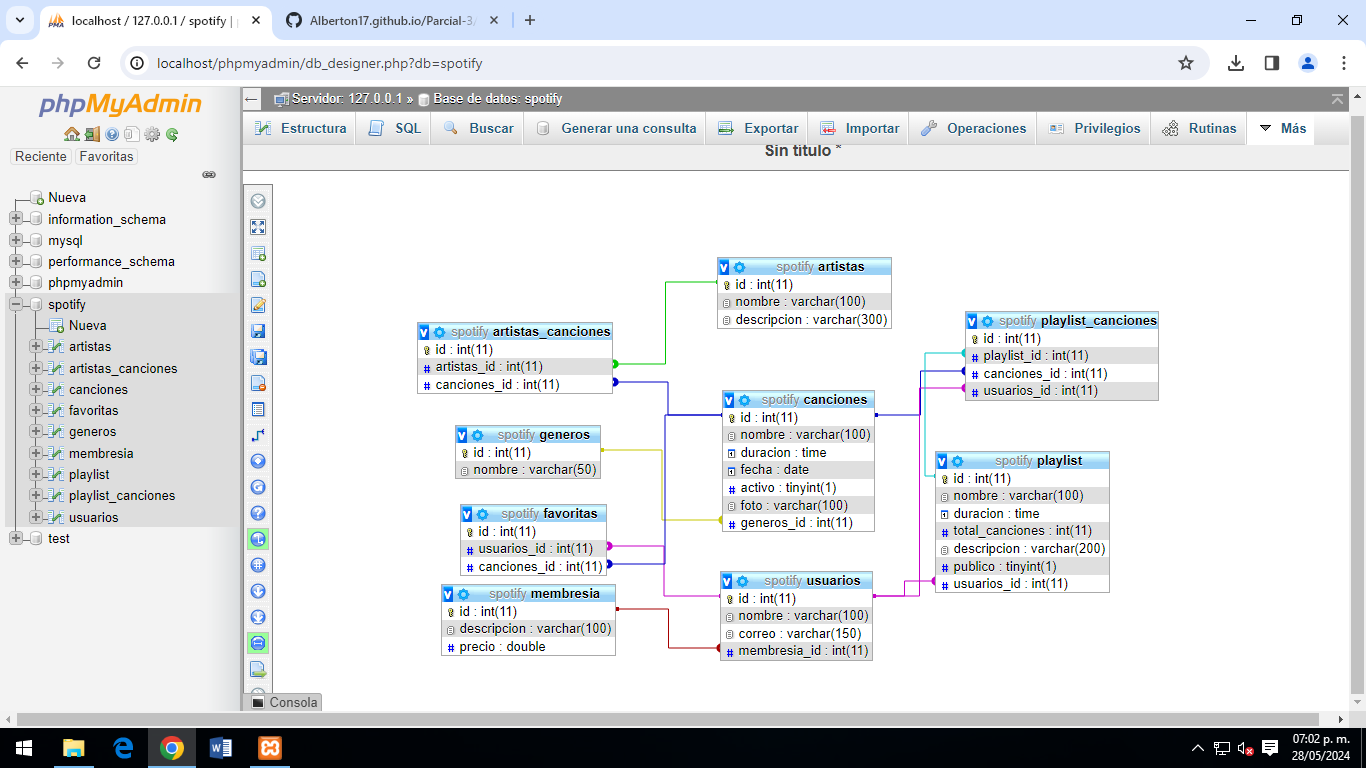 localhost / 127.0.0.1 / spotify | 
Alberton17.github.io/Parcial-3/
localhost/phpmyadmin/db_designer.php?db=spotify
phpMyAdmin
Reciente
Favoritas
Nueva
information_schema
mysql
performance_schema
phpmyadmin
spotify
Nueva
artistas
artistas_canciones
canciones
favoritas
generos
membresia
playlist
playlist_canciones
usuarios
test
Servidor: 127.0.0.1 » Base de datos: spotify
Estructura
SQL
Buscar
Generar una consulta
Exportar
Importar
Operaciones
Privilegios
Rutinas
Más
Sin título *
spotify artistas
id : int(11)
nombre : varchar(100)
descripcion : varchar(300)
spotify artistas_canciones
id : int(11)
artistas_id : int(11)
canciones_id : int(11)
spotify playlist_canciones
id : int(11)
playlist_id : int(11)
canciones_id : int(11)
usuarios_id : int(11)
spotify canciones
id : int(11)
nombre : varchar(100)
duracion : time
fecha : date
activo : tinyint(1)
foto : varchar(100)
generos_id : int(11)
spotify generos
id : int(11)
nombre : varchar(50)
spotify playlist
id : int(11)
nombre : varchar(100)
duracion : time
total_canciones : int(11)
descripcion : varchar(200)
publico : tinyint(1)
usuarios_id : int(11)
spotify favoritas
id : int(11)
usuarios_id : int(11)
canciones_id : int(11)
spotify usuarios
id : int(11)
nombre : varchar(100)
correo : varchar(150)
membresia_id : int(11)
spotify membresia
id : int(11)
descripcion : varchar(100)
precio : double
Consola
07:02 p. m.
28/05/2024